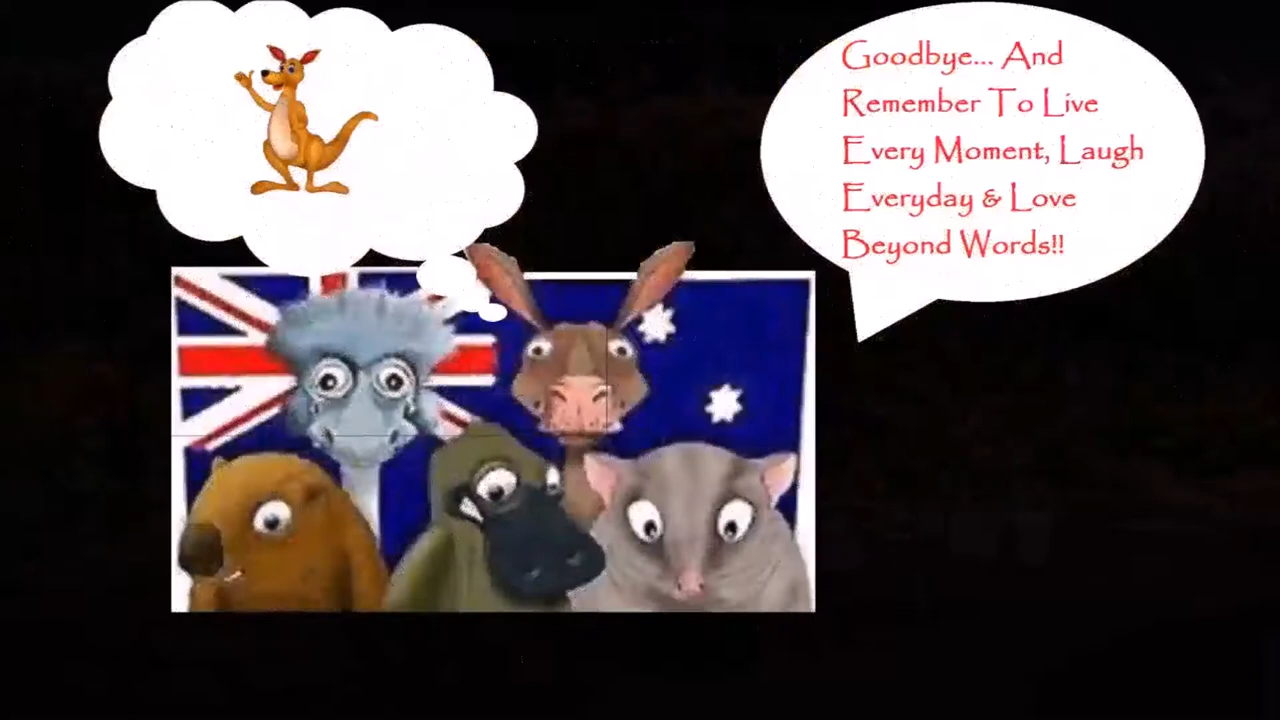 Goodbye... And
Remember To Live
Every Moment, Laugh
Everyday & Love
Beyond Words!!